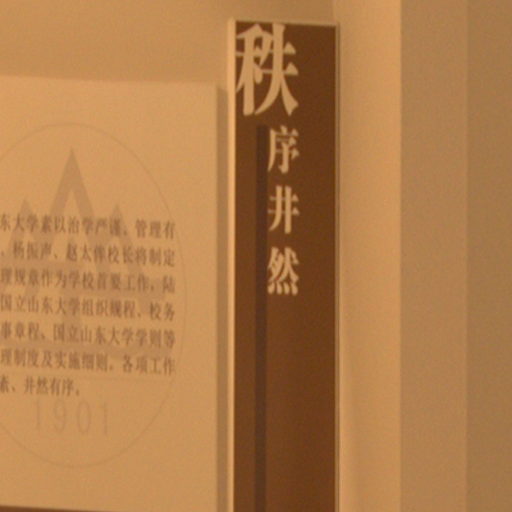 秩序井然
东大学素以治学严谨、管理有
、杨振声、赵太侔校长将制定
理规章作为学校首要工作，陆
国立山东大学组织规程、校务
事章程、国立山东大学学则等
理制度及实施细则。各项工作
素、井然有序。
1901